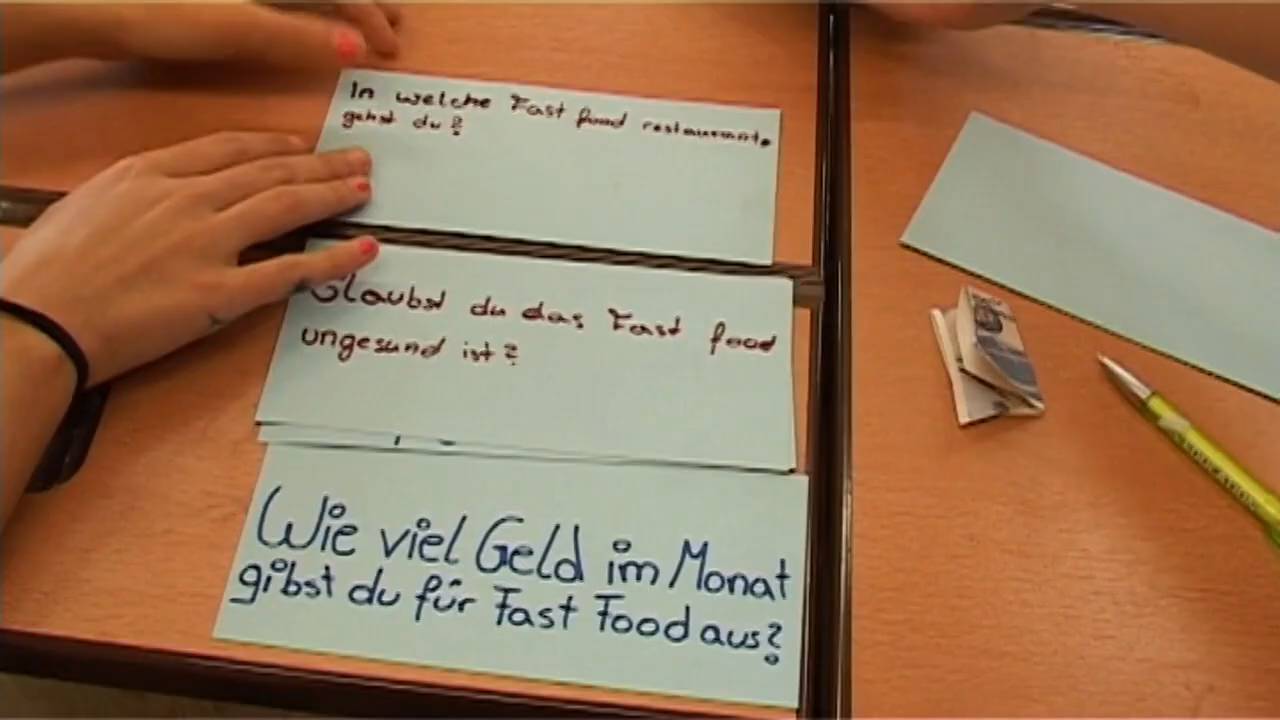 In welche Fast food restaurants
gehst du?
Glaubst du das Fast food
ungesund ist?
Wie viel Geld im Monat
gibst du für Fast Food aus?
EDUCATION